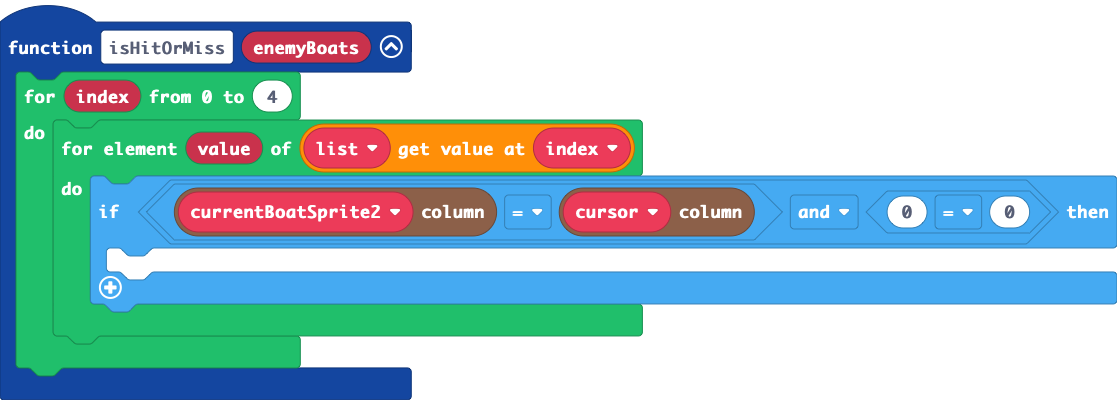 function isHitOrMiss enemyBoats
for index from 0 to 4
do
for element value of list get value at index
do
if currentBoatSprite2 column = cursor column and 0 = 0 then